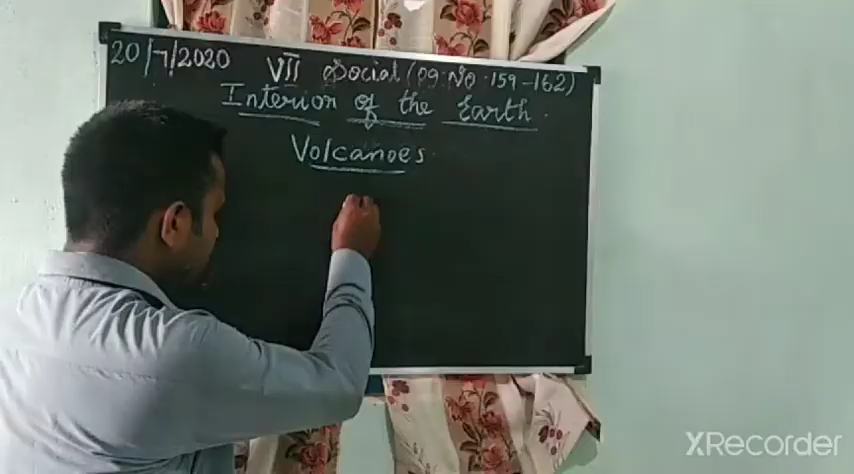 20/7/2020 VII Social (pg. No. 159-162)
Interior of the Earth.
Volcanoes.
XRecorder